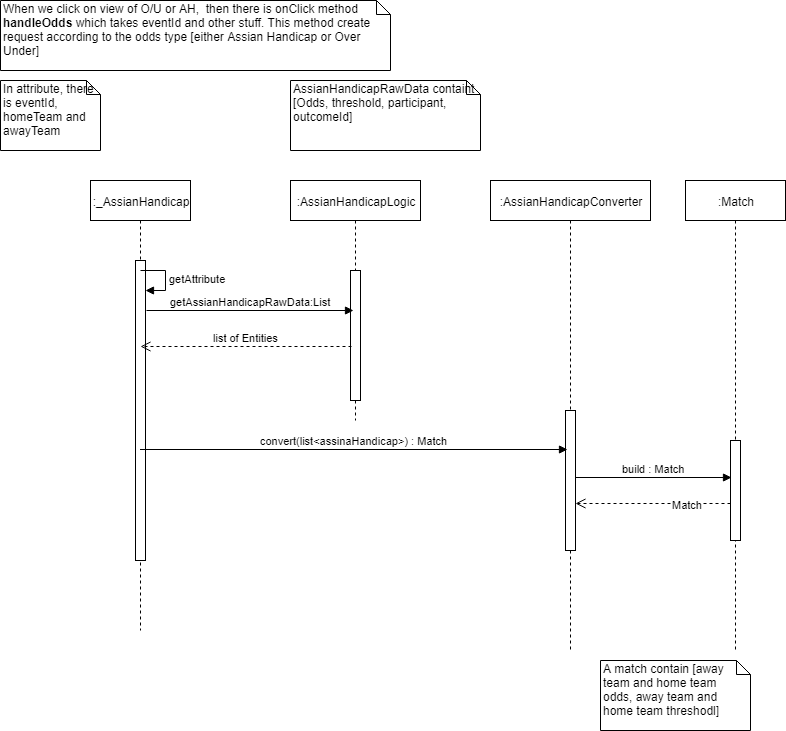 When we click on view of O/U or AH, then there is onClick method
handleOdds which takes eventId and other stuff. This method create
request according to the odds type [either Assian Handicap or Over
Under]
In attribute, there
is eventId,
homeTeam and
awayTeam
AssianHandicapRawData containt
[Odds, threshold, participant,
outcomeId]
:_AssianHandicap
:AssianHandicapLogic
:AssianHandicapConverter
:Match
getAttribute
getAssianHandicapRawData:List
list of Entities
convert(list<assinaHandicap>) : Match
build : Match
Match
A match contain [away
team and home team
odds, away team and
home team threshodl]